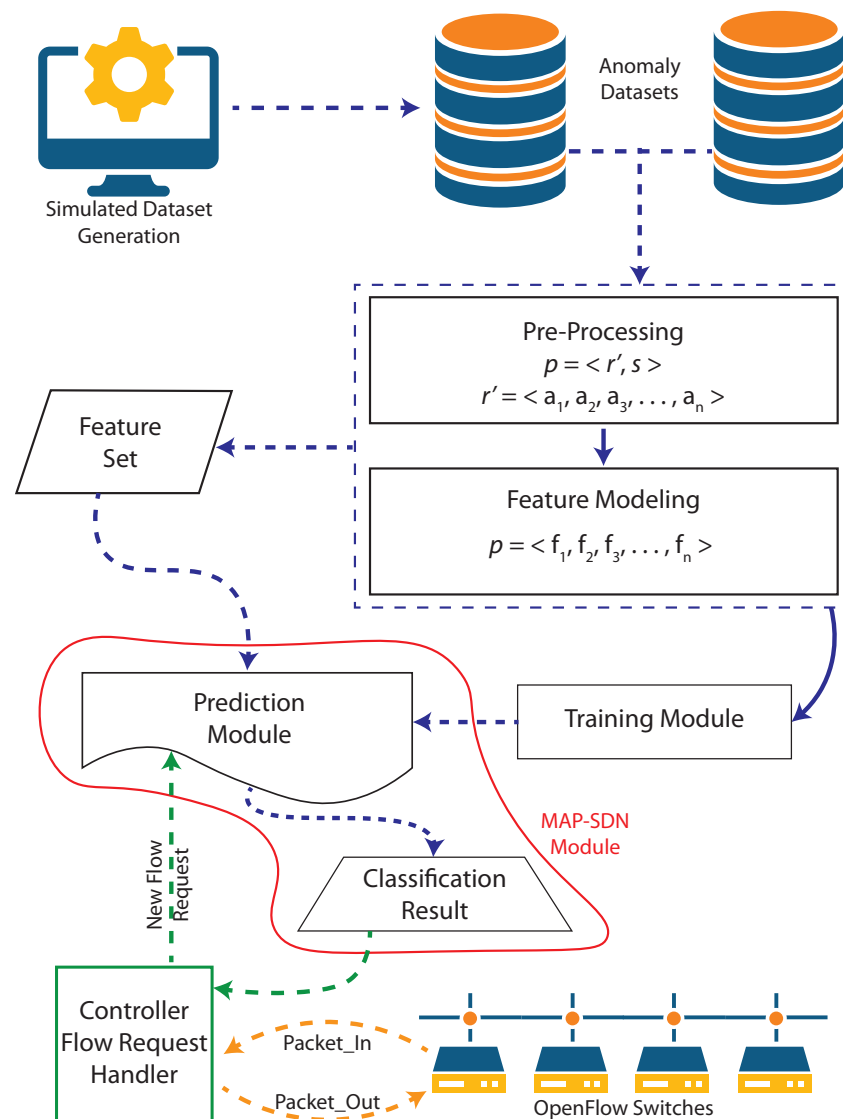 Anomaly
Datasets
Simulated Dataset
Generation
Pre-Processing
p = < r', s >
r' = < a₁, a₂, a₃, . . . , aₙ >
Feature
Set
Feature Modeling
p = < f₁, f₂, f₃, . . . , fₙ >
Prediction
Module
Training Module
MAP-SDN
Module
Classification
Result
New Flow
Request
Controller
Flow Request
Handler
Packet_In
Packet_Out
OpenFlow Switches